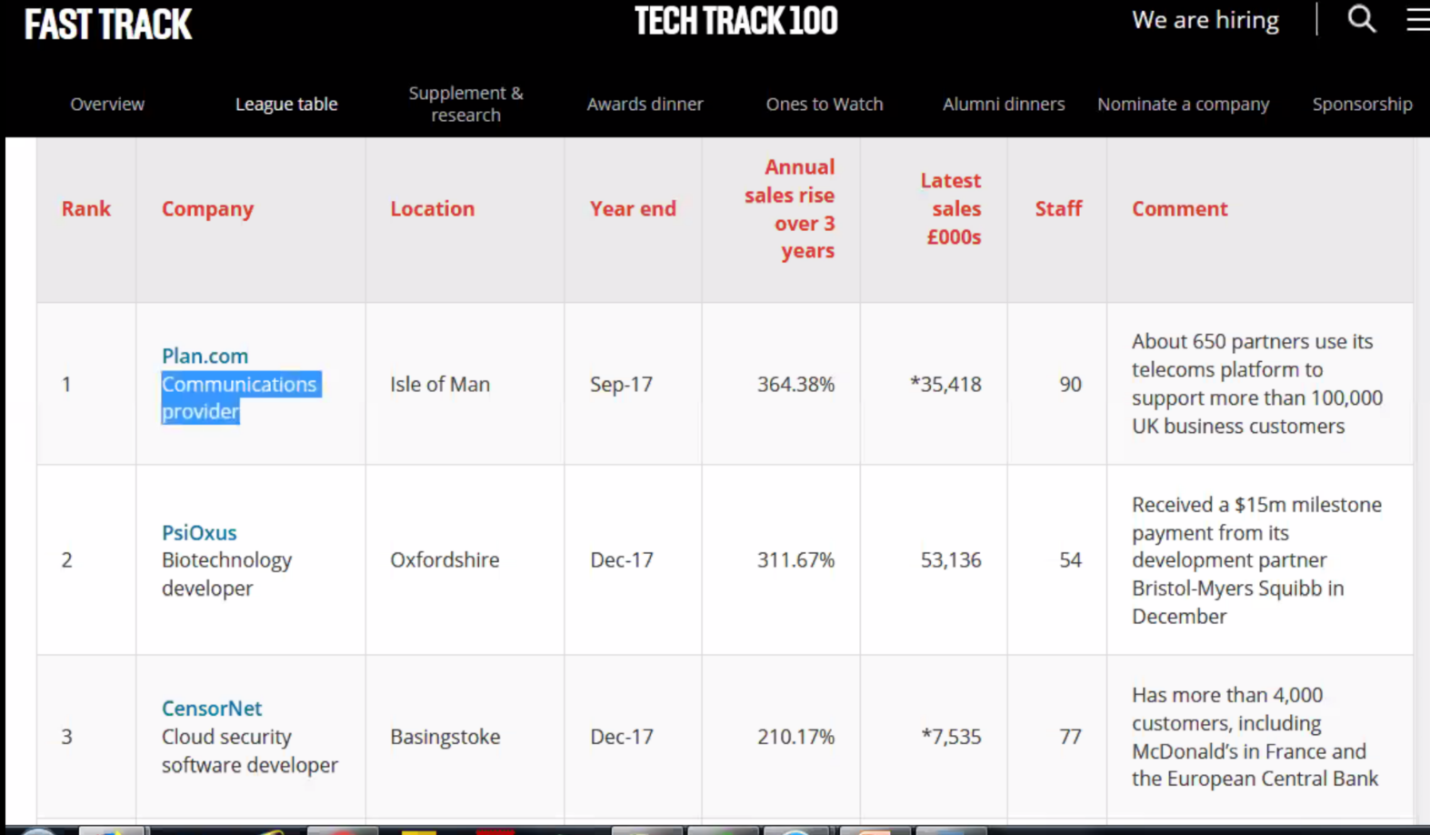 FAST TRACK
TECH TRACK 100
We are hiring
Overview
League table
Supplement &
research
Awards dinner
Ones to Watch
Alumni dinners
Nominate a company
Sponsorship
Rank
Company
Location
Year end
Annual
sales rise
over 3
years
Latest
sales
£000s
Staff
Comment
1
Plan.com
Communications
provider
Isle of Man
Sep-17
364.38%
*35,418
90
About 650 partners use its
telecoms platform to
support more than 100,000
UK business customers
2
PsiOxus
Biotechnology
developer
Oxfordshire
Dec-17
311.67%
53,136
54
Received a $15m milestone
payment from its
development partner
Bristol-Myers Squibb in
December
3
CensorNet
Cloud security
software developer
Basingstoke
Dec-17
210.17%
*7,535
77
Has more than 4,000
customers, including
McDonald's in France and
the European Central Bank